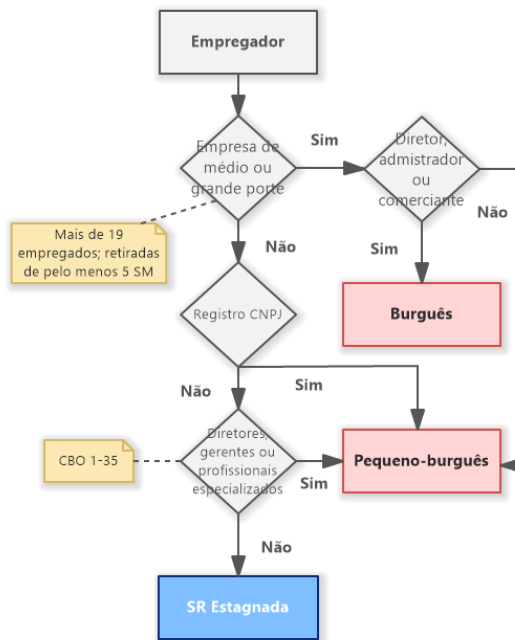 Empregador
Empresa de
médio ou
grande porte
Sim
Diretor,
admistrador
ou
comerciante
Não
Mais de 19
empregados; retiradas
de pelo menos 5 SM
Não
Sim
Burguês
Registro CNPJ
Não
Sim
Diretores,
gerentes ou
profissionais
especializados
CBO 1-35
Sim
Pequeno-burguês
Não
SR Estagnada